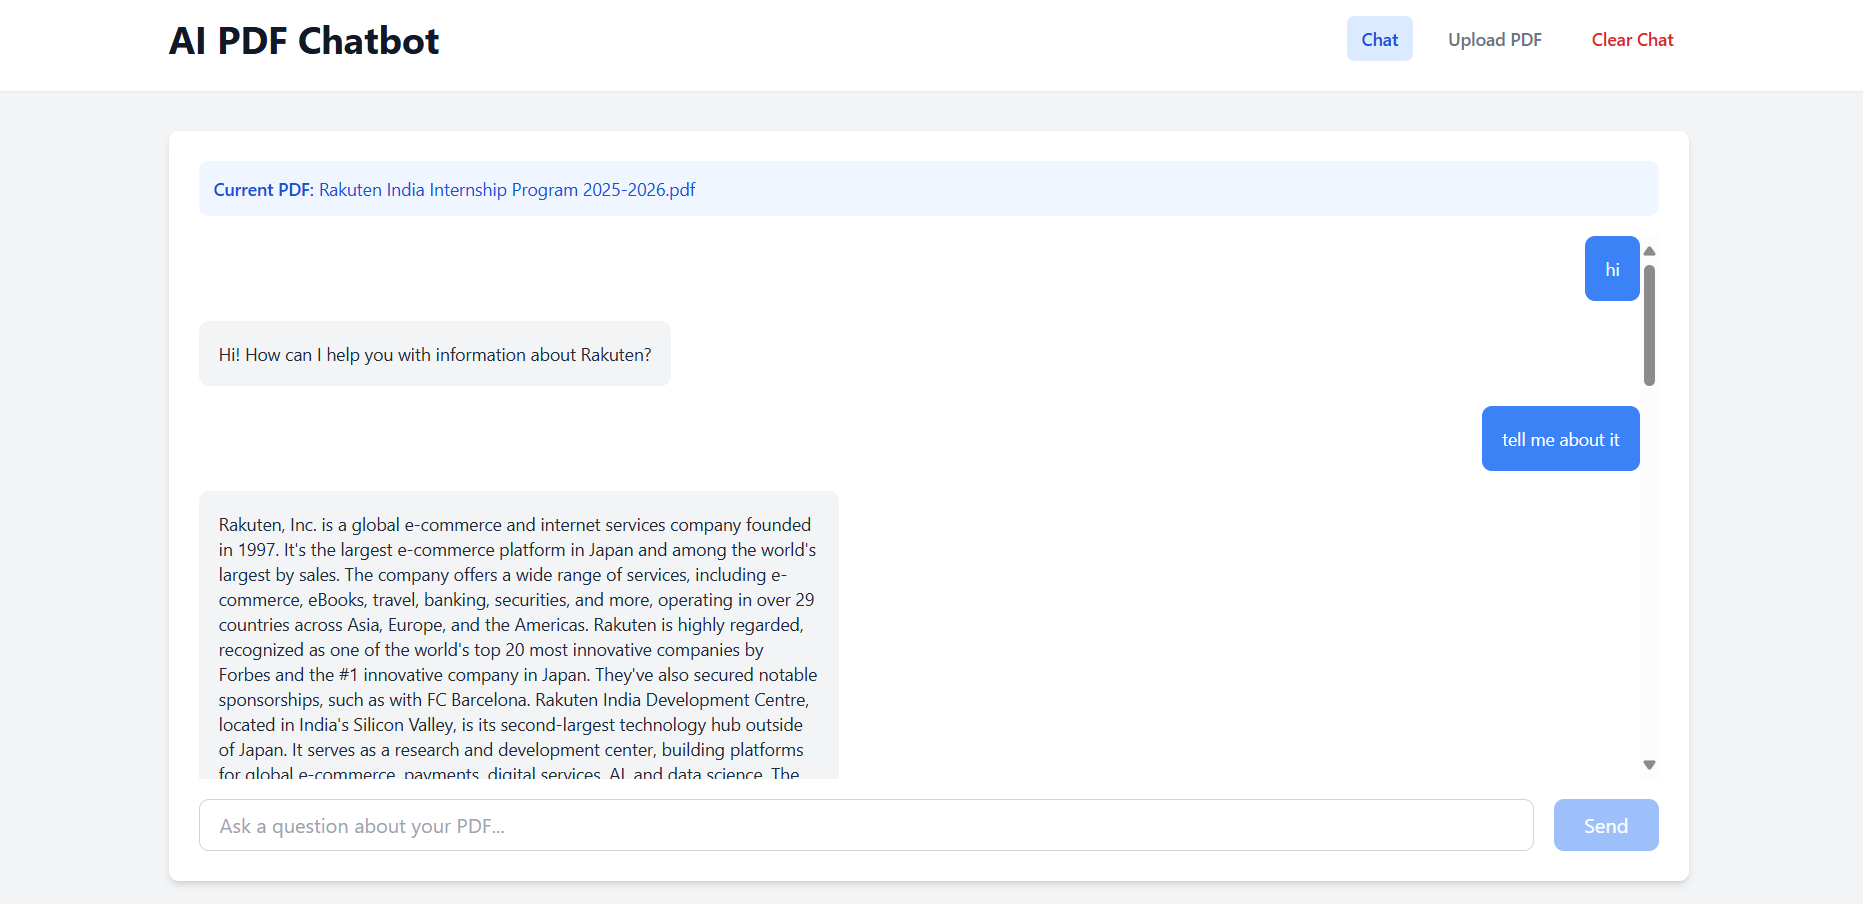 AI PDF Chatbot
Chat
Upload PDF
Clear Chat
Current PDF: Rakuten India Internship Program 2025-2026.pdf
hi
Hi! How can I help you with information about Rakuten?
tell me about it
Rakuten, Inc. is a global e-commerce and internet services company founded
in 1997. It's the largest e-commerce platform in Japan and among the world's
largest by sales. The company offers a wide range of services, including e-
commerce, eBooks, travel, banking, securities, and more, operating in over 29
countries across Asia, Europe, and the Americas. Rakuten is highly regarded,
recognized as one of the world's top 20 most innovative companies by
Forbes and the #1 innovative company in Japan. They've also secured notable
sponsorships, such as with FC Barcelona. Rakuten India Development Centre,
located in India's Silicon Valley, is its second-largest technology hub outside
of Japan. It serves as a research and development center, building platforms
for global e-commerce, payments, digital services, AI, and data science. The
Ask a question about your PDF...
Send